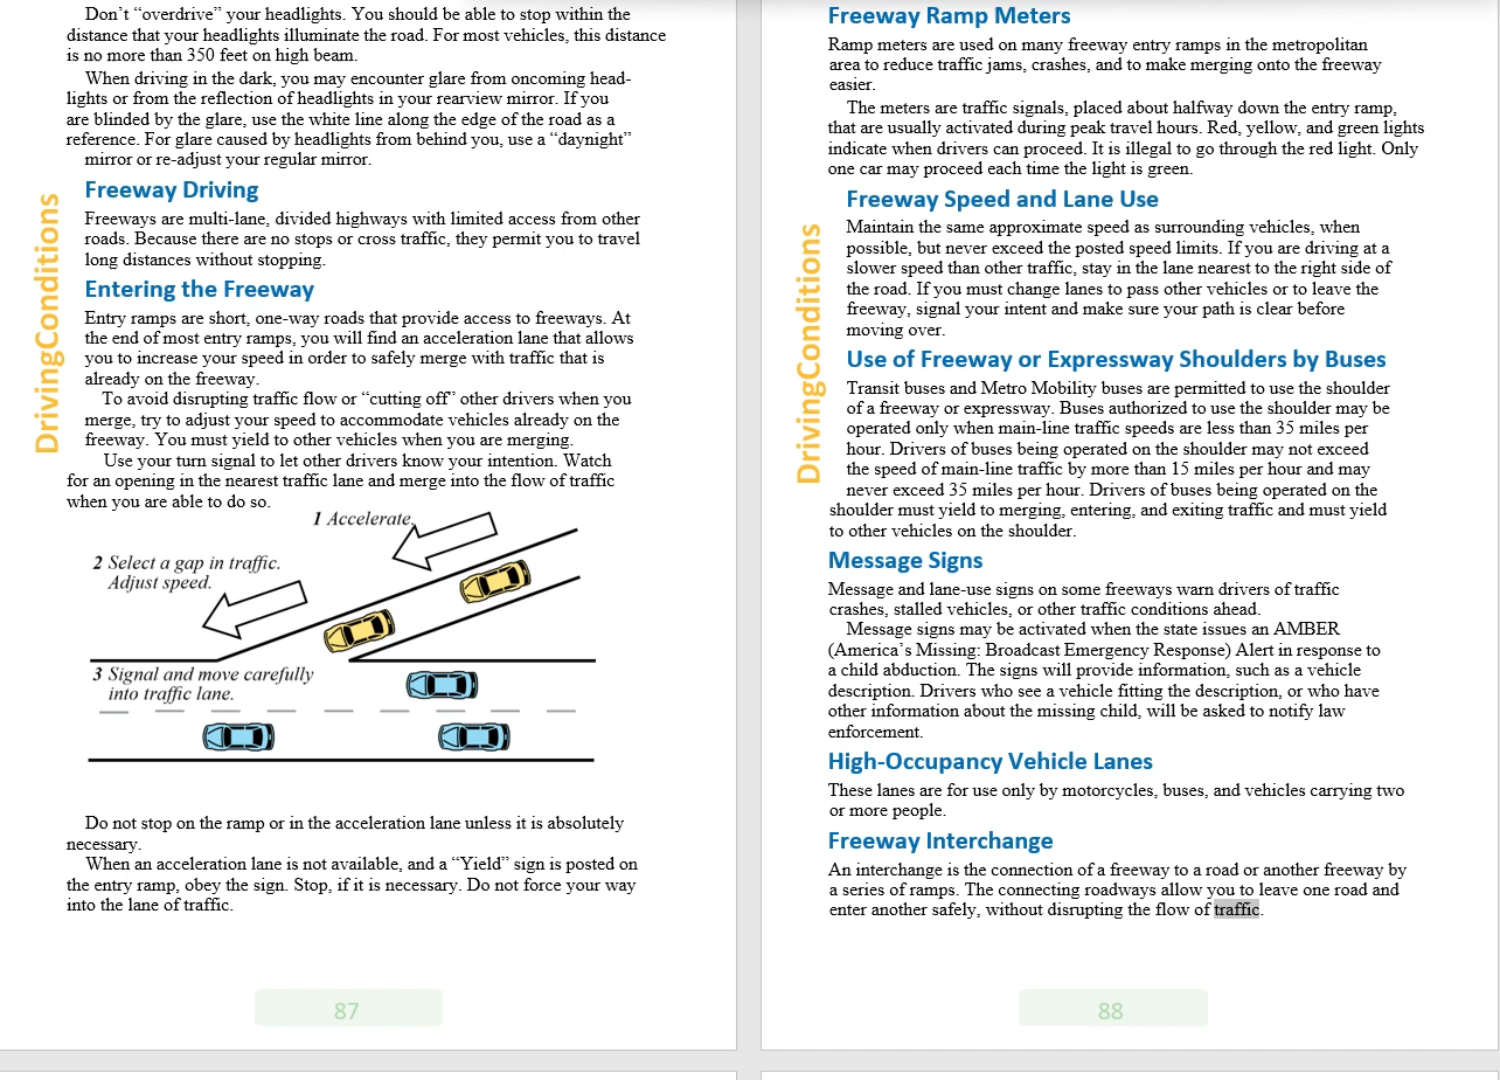 Don’t “overdrive” your headlights. You should be able to stop within the
distance that your headlights illuminate the road. For most vehicles, this distance
is no more than 350 feet on high beam.
When driving in the dark, you may encounter glare from oncoming head-
lights or from the reflection of headlights in your rearview mirror. If you
are blinded by the glare, use the white line along the edge of the road as a
reference. For glare caused by headlights from behind you, use a “daynight”
mirror or re-adjust your regular mirror.
DrivingConditions
Freeway Driving
Freeways are multi-lane, divided highways with limited access from other
roads. Because there are no stops or cross traffic, they permit you to travel
long distances without stopping.
Entering the Freeway
Entry ramps are short, one-way roads that provide access to freeways. At
the end of most entry ramps, you will find an acceleration lane that allows
you to increase your speed in order to safely merge with traffic that is
already on the freeway.
To avoid disrupting traffic flow or “cutting off” other drivers when you
merge, try to adjust your speed to accommodate vehicles already on the
freeway. You must yield to other vehicles when you are merging.
Use your turn signal to let other drivers know your intention. Watch
for an opening in the nearest traffic lane and merge into the flow of traffic
when you are able to do so.
1 Accelerate.
2 Select a gap in traffic.
Adjust speed.
3 Signal and move carefully
into traffic lane.
Do not stop on the ramp or in the acceleration lane unless it is absolutely
necessary.
When an acceleration lane is not available, and a “Yield” sign is posted on
the entry ramp, obey the sign. Stop, if it is necessary. Do not force your way
into the lane of traffic.
87
Freeway Ramp Meters
Ramp meters are used on many freeway entry ramps in the metropolitan
area to reduce traffic jams, crashes, and to make merging onto the freeway
easier.
The meters are traffic signals, placed about halfway down the entry ramp,
that are usually activated during peak travel hours. Red, yellow, and green lights
indicate when drivers can proceed. It is illegal to go through the red light. Only
one car may proceed each time the light is green.
DrivingConditions
Freeway Speed and Lane Use
Maintain the same approximate speed as surrounding vehicles, when
possible, but never exceed the posted speed limits. If you are driving at a
slower speed than other traffic, stay in the lane nearest to the right side of
the road. If you must change lanes to pass other vehicles or to leave the
freeway, signal your intent and make sure your path is clear before
moving over.
Use of Freeway or Expressway Shoulders by Buses
Transit buses and Metro Mobility buses are permitted to use the shoulder
of a freeway or expressway. Buses authorized to use the shoulder may be
operated only when main-line traffic speeds are less than 35 miles per
hour. Drivers of buses being operated on the shoulder may not exceed
the speed of main-line traffic by more than 15 miles per hour and may
never exceed 35 miles per hour. Drivers of buses being operated on the
shoulder must yield to merging, entering, and exiting traffic and must yield
to other vehicles on the shoulder.
Message Signs
Message and lane-use signs on some freeways warn drivers of traffic
crashes, stalled vehicles, or other traffic conditions ahead.
Message signs may be activated when the state issues an AMBER
(America’s Missing: Broadcast Emergency Response) Alert in response to
a child abduction. The signs will provide information, such as a vehicle
description. Drivers who see a vehicle fitting the description, or who have
other information about the missing child, will be asked to notify law
enforcement.
High-Occupancy Vehicle Lanes
These lanes are for use only by motorcycles, buses, and vehicles carrying two
or more people.
Freeway Interchange
An interchange is the connection of a freeway to a road or another freeway by
a series of ramps. The connecting roadways allow you to leave one road and
enter another safely, without disrupting the flow of traffic.
88